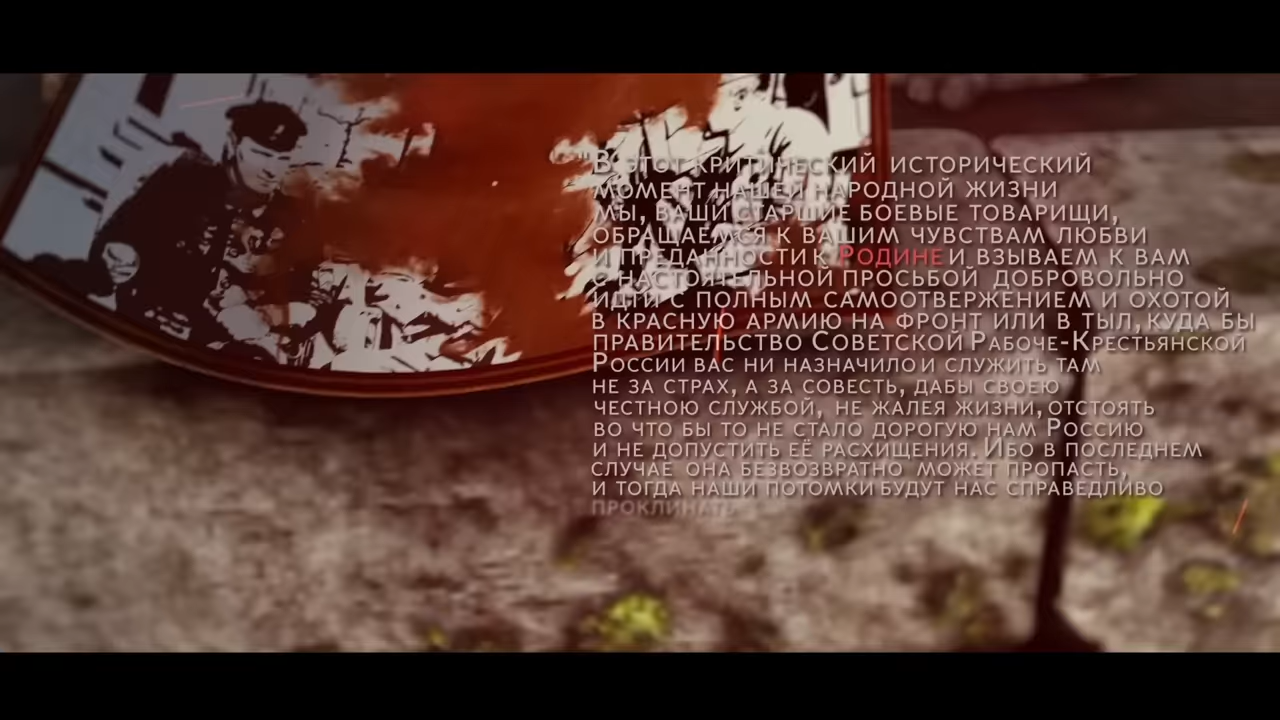 "В этот критический исторический
момент нашей народной жизни
мы, ваши старшие боевые товарищи,
обращаемся к вашим чувствам любви
и преданности к Родине и взываем к вам
с настоятельной просьбой добровольно
идти с полным самоотвержением и охотой
в Красную Армию на фронт или в тыл, куда бы
правительство Советской Рабоче-Крестьянской
России вас ни назначило и служить там
не за страх, а за совесть, дабы своею
честною службой, не жалея жизни, отстоять
во что бы то не стало дорогую нам Россию
и не допустить её расхищения. Ибо в последнем
случае она безвозвратно может пропасть,
и тогда наши потомки будут нас справедливо
проклинать